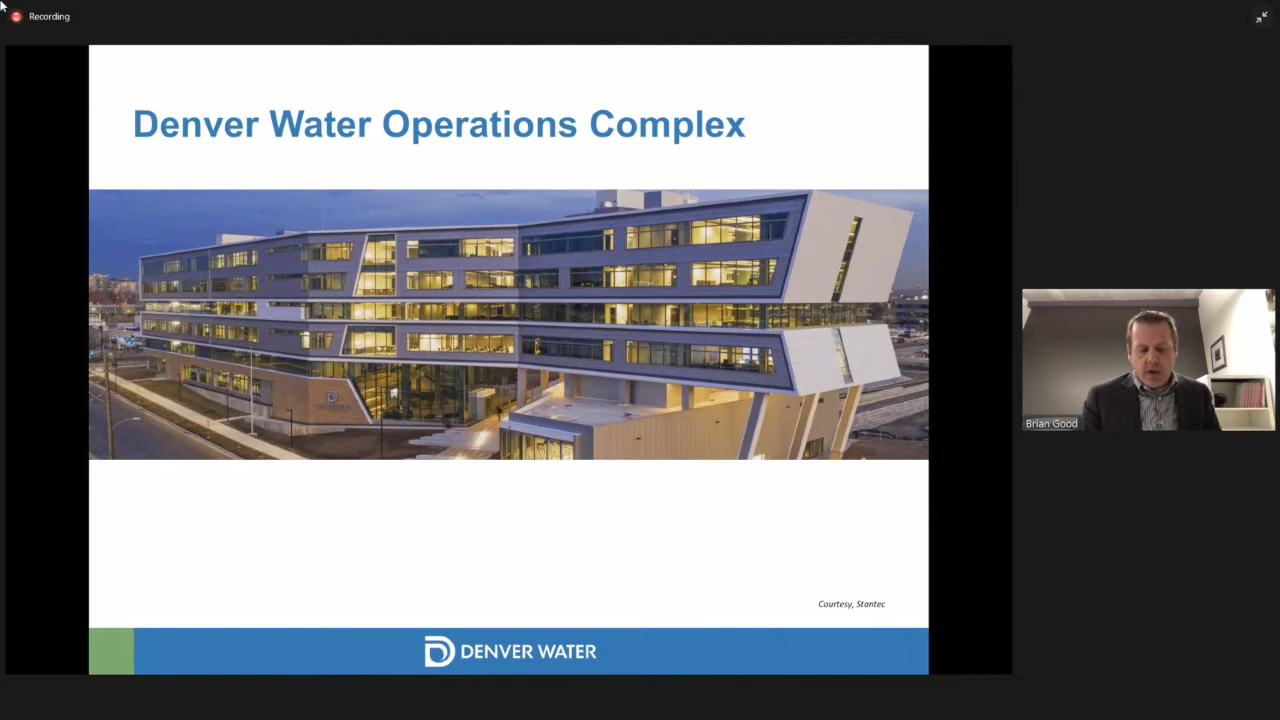 Recording
Denver Water Operations Complex
Courtesy, Stantec
DENVER WATER
Brian Good